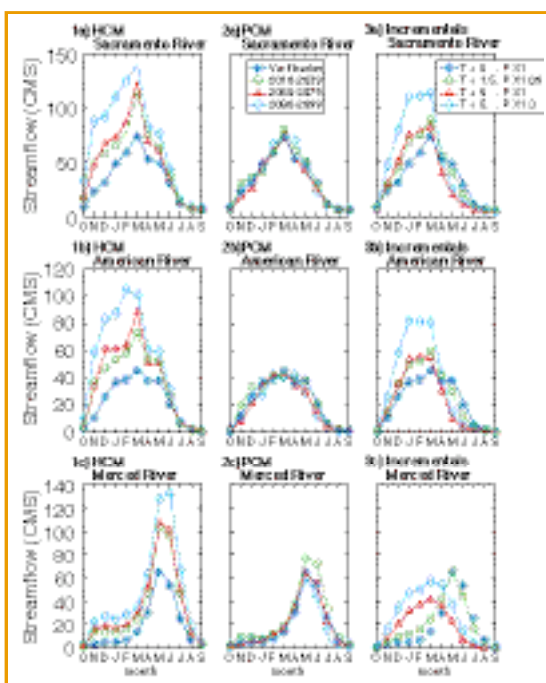 1a) HCM
Sacramento River
2a) PCM
Sacramento River
3a) Incrementals
Sacramento River
Streamflow (CMS)
150
100
50
0
O N D J F M A M J J A S
O N D J F M A M J J A S
O N D J F M A M J J A S
1b) HCM
American River
2b) PCM
American River
3b) Incrementals
American River
Streamflow (CMS)
120
100
80
60
40
20
0
O N D J F M A M J J A S
O N D J F M A M J J A S
O N D J F M A M J J A S
1c) HCM
Merced River
2c) PCM
Merced River
3c) Incrementals
Merced River
Streamflow (CMS)
140
120
100
80
60
40
20
0
O N D J F M A M J J A S
O N D J F M A M J J A S
O N D J F M A M J J A S
month
month
month